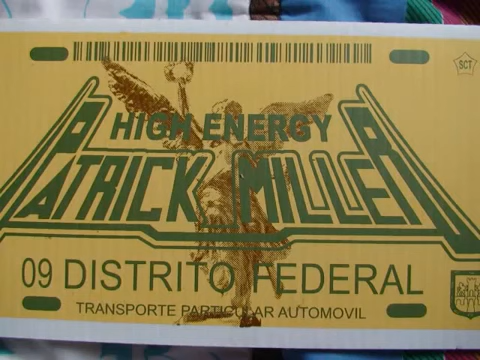 SCT
HIGH ENERGY
PATRICK MILLER
09 DISTRITO FEDERAL
TRANSPORTE PARTICULAR AUTOMOVIL